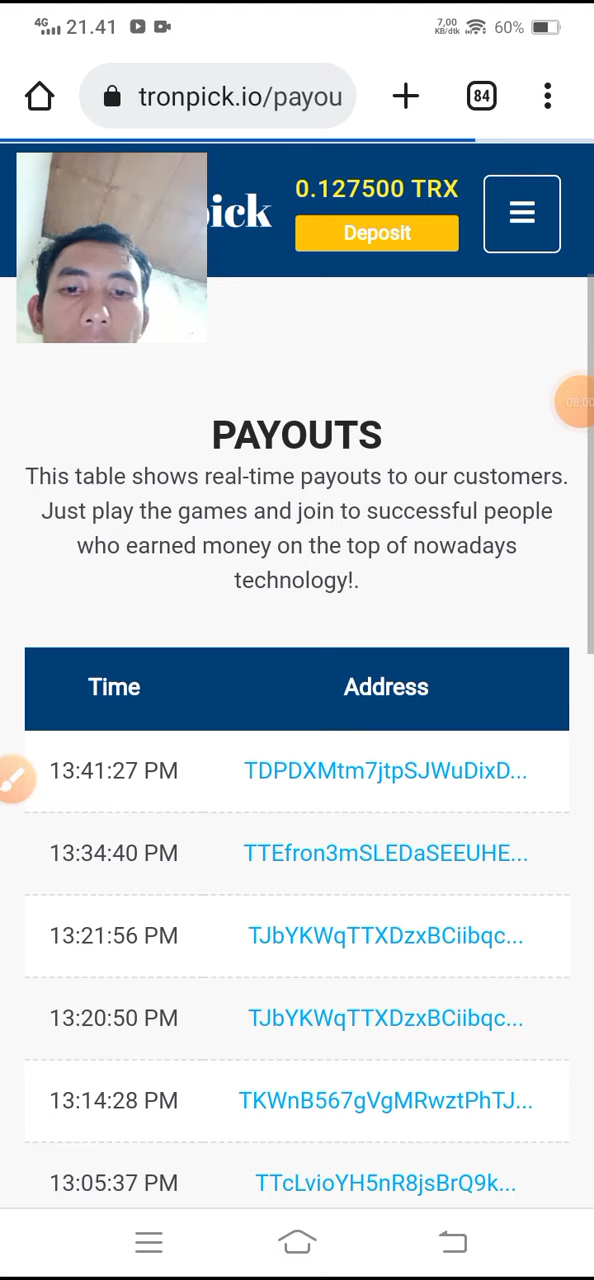 4G 21.41 7,00 KB/dtk 60%
tronpick.io/payou 84
pick 0.127500 TRX
Deposit
08:00
PAYOUTS
This table shows real-time payouts to our customers.
Just play the games and join to successful people
who earned money on the top of nowadays
technology!.
Time Address
13:41:27 PM TDPDXMtm7jtpSJWuDixD...
13:34:40 PM TTEfron3mSLEDaSEEUHE...
13:21:56 PM TJbYKWqTTXDzxBCiibqc...
13:20:50 PM TJbYKWqTTXDzxBCiibqc...
13:14:28 PM TKWnB567gVgMRwztPhTJ...
13:05:37 PM TTcLvioYH5nR8jsBrQ9k...